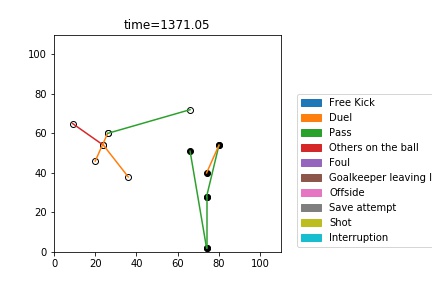 time=1371.05
100
80
60
40
20
0
0 20 40 60 80 100
Free Kick
Duel
Pass
Others on the ball
Foul
Goalkeeper leaving l
Offside
Save attempt
Shot
Interruption